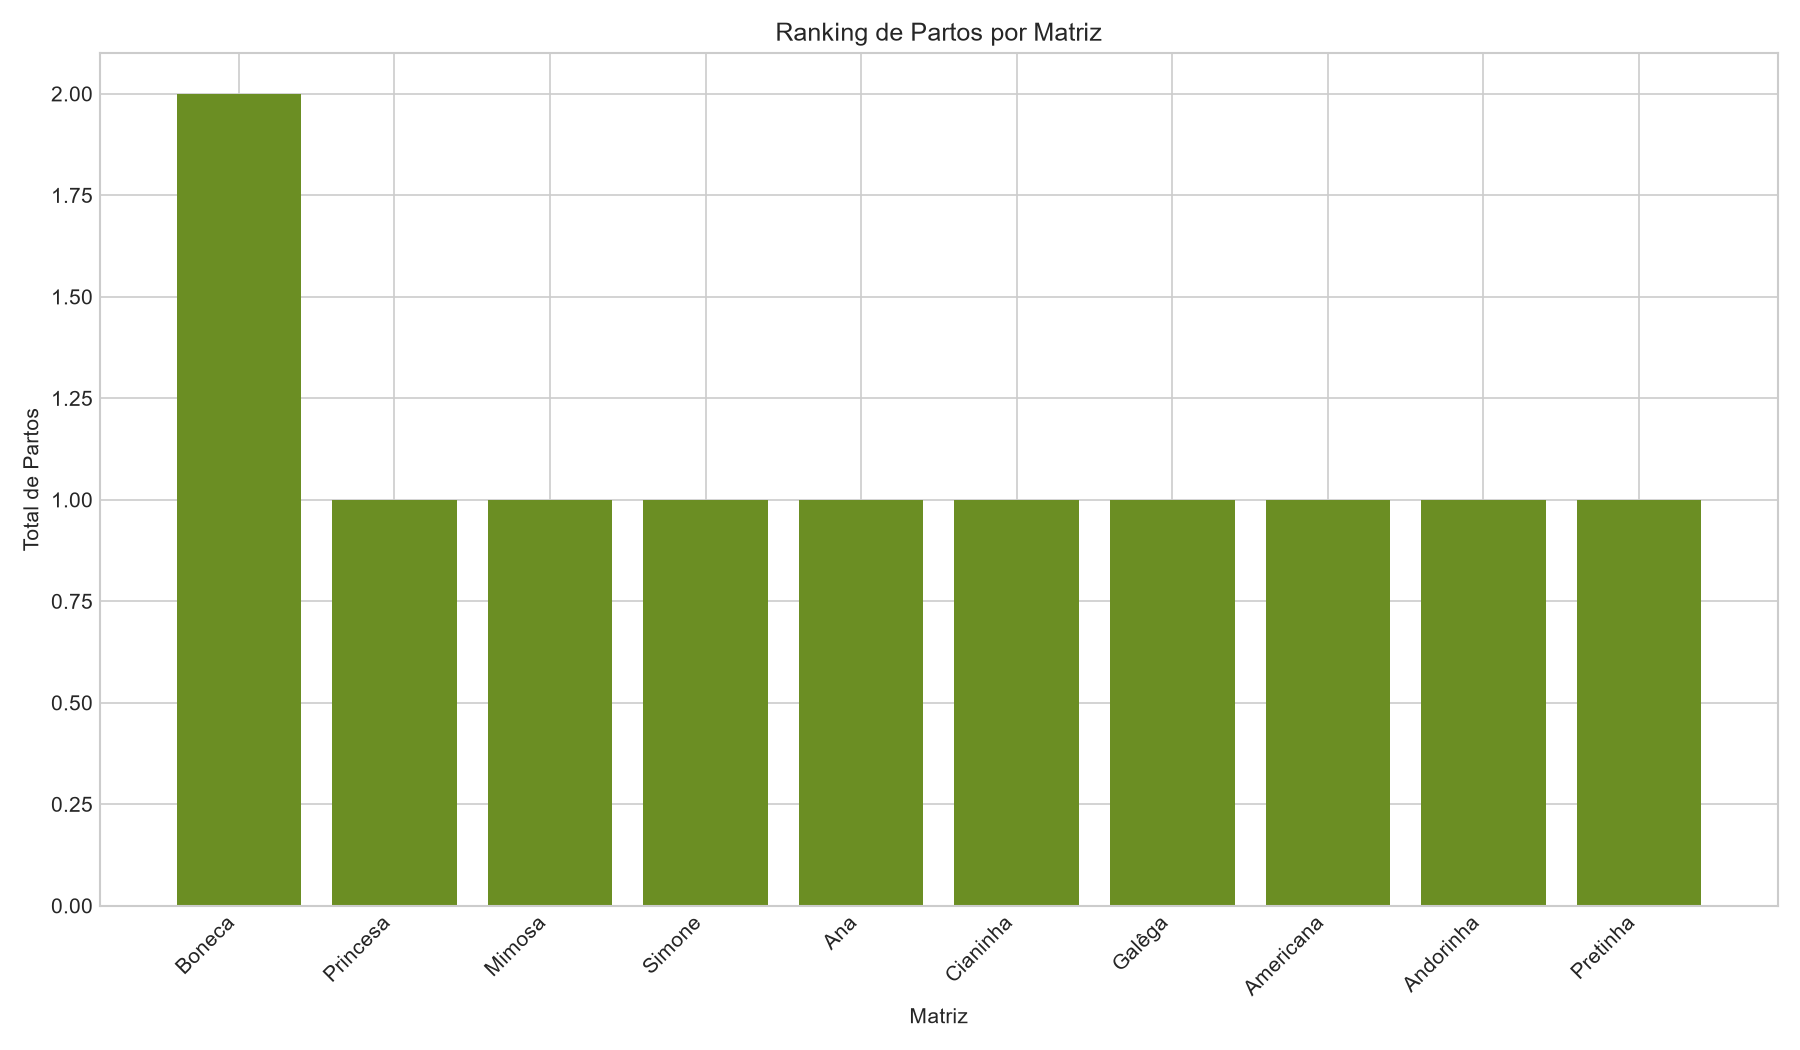 Ranking de Partos por Matriz
Total de Partos
2.00
1.75
1.50
1.25
1.00
0.75
0.50
0.25
0.00
Boneca
Princesa
Mimosa
Simone
Ana
Cianinha
Galêga
Americana
Andorinha
Pretinha
Matriz